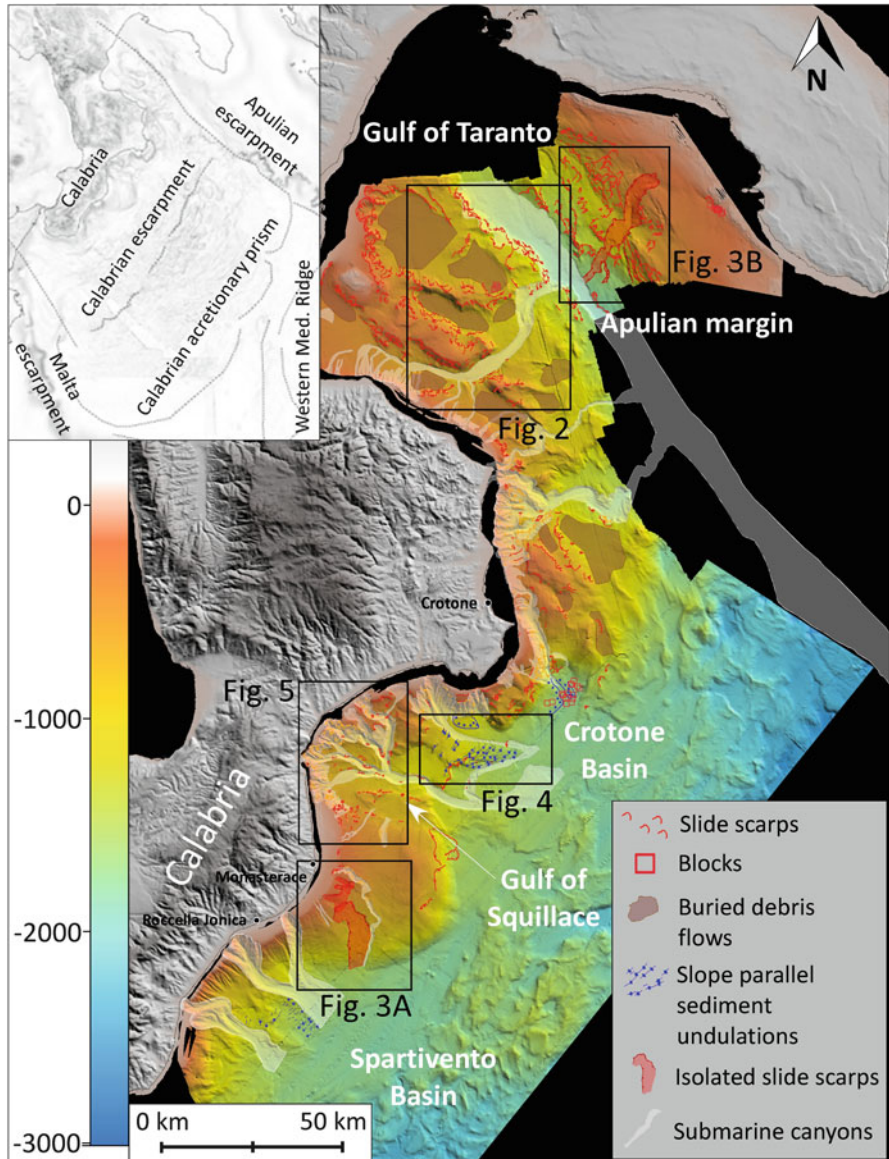 Apulian
escarpment
Calabria
Calabrian escarpment
Calabrian acretionary prism
Malta
escarpment
Western Med. Ridge
N
Gulf of Taranto
Fig. 3B
Apulian margin
Fig. 2
0
-1000
-2000
-3000
Crotone
Fig. 5
Crotone
Basin
Fig. 4
Calabria
Monasterace
Gulf of
Squillace
Roccella Jonica
Fig. 3A
Spartivento
Basin
0 km
50 km
Slide scarps
Blocks
Buried debris
flows
Slope parallel
sediment
undulations
Isolated slide scarps
Submarine canyons